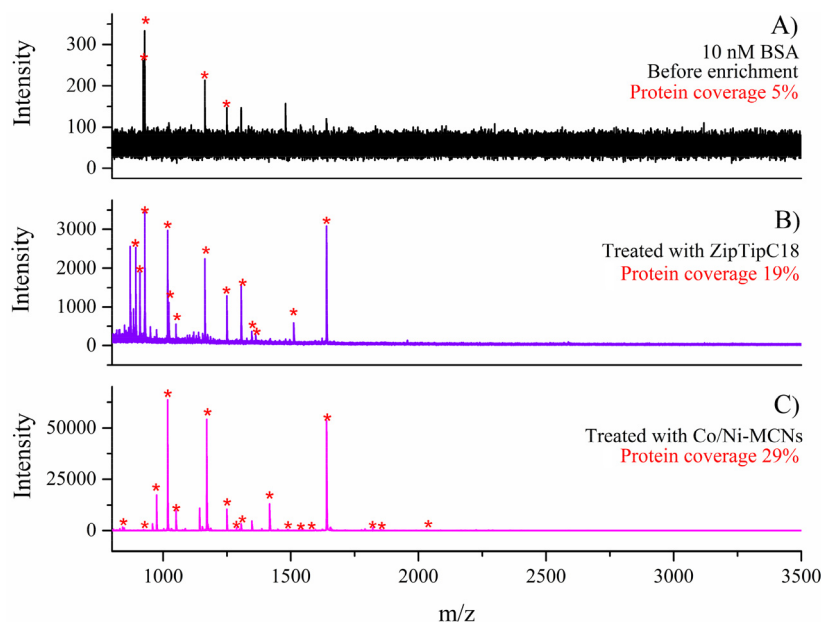 A)
10 nM BSA
Before enrichment
Protein coverage 5%
Intensity
300
200
100
0
* * * *
B)
Treated with ZipTipC18
Protein coverage 19%
Intensity
3000
2000
1000
0
* * * * * * * * * * * * * *
C)
Treated with Co/Ni-MCNs
Protein coverage 29%
Intensity
50000
25000
0
* * * * * * * * * * * * * * * * *
1000 1500 2000 2500 3000 3500
m/z